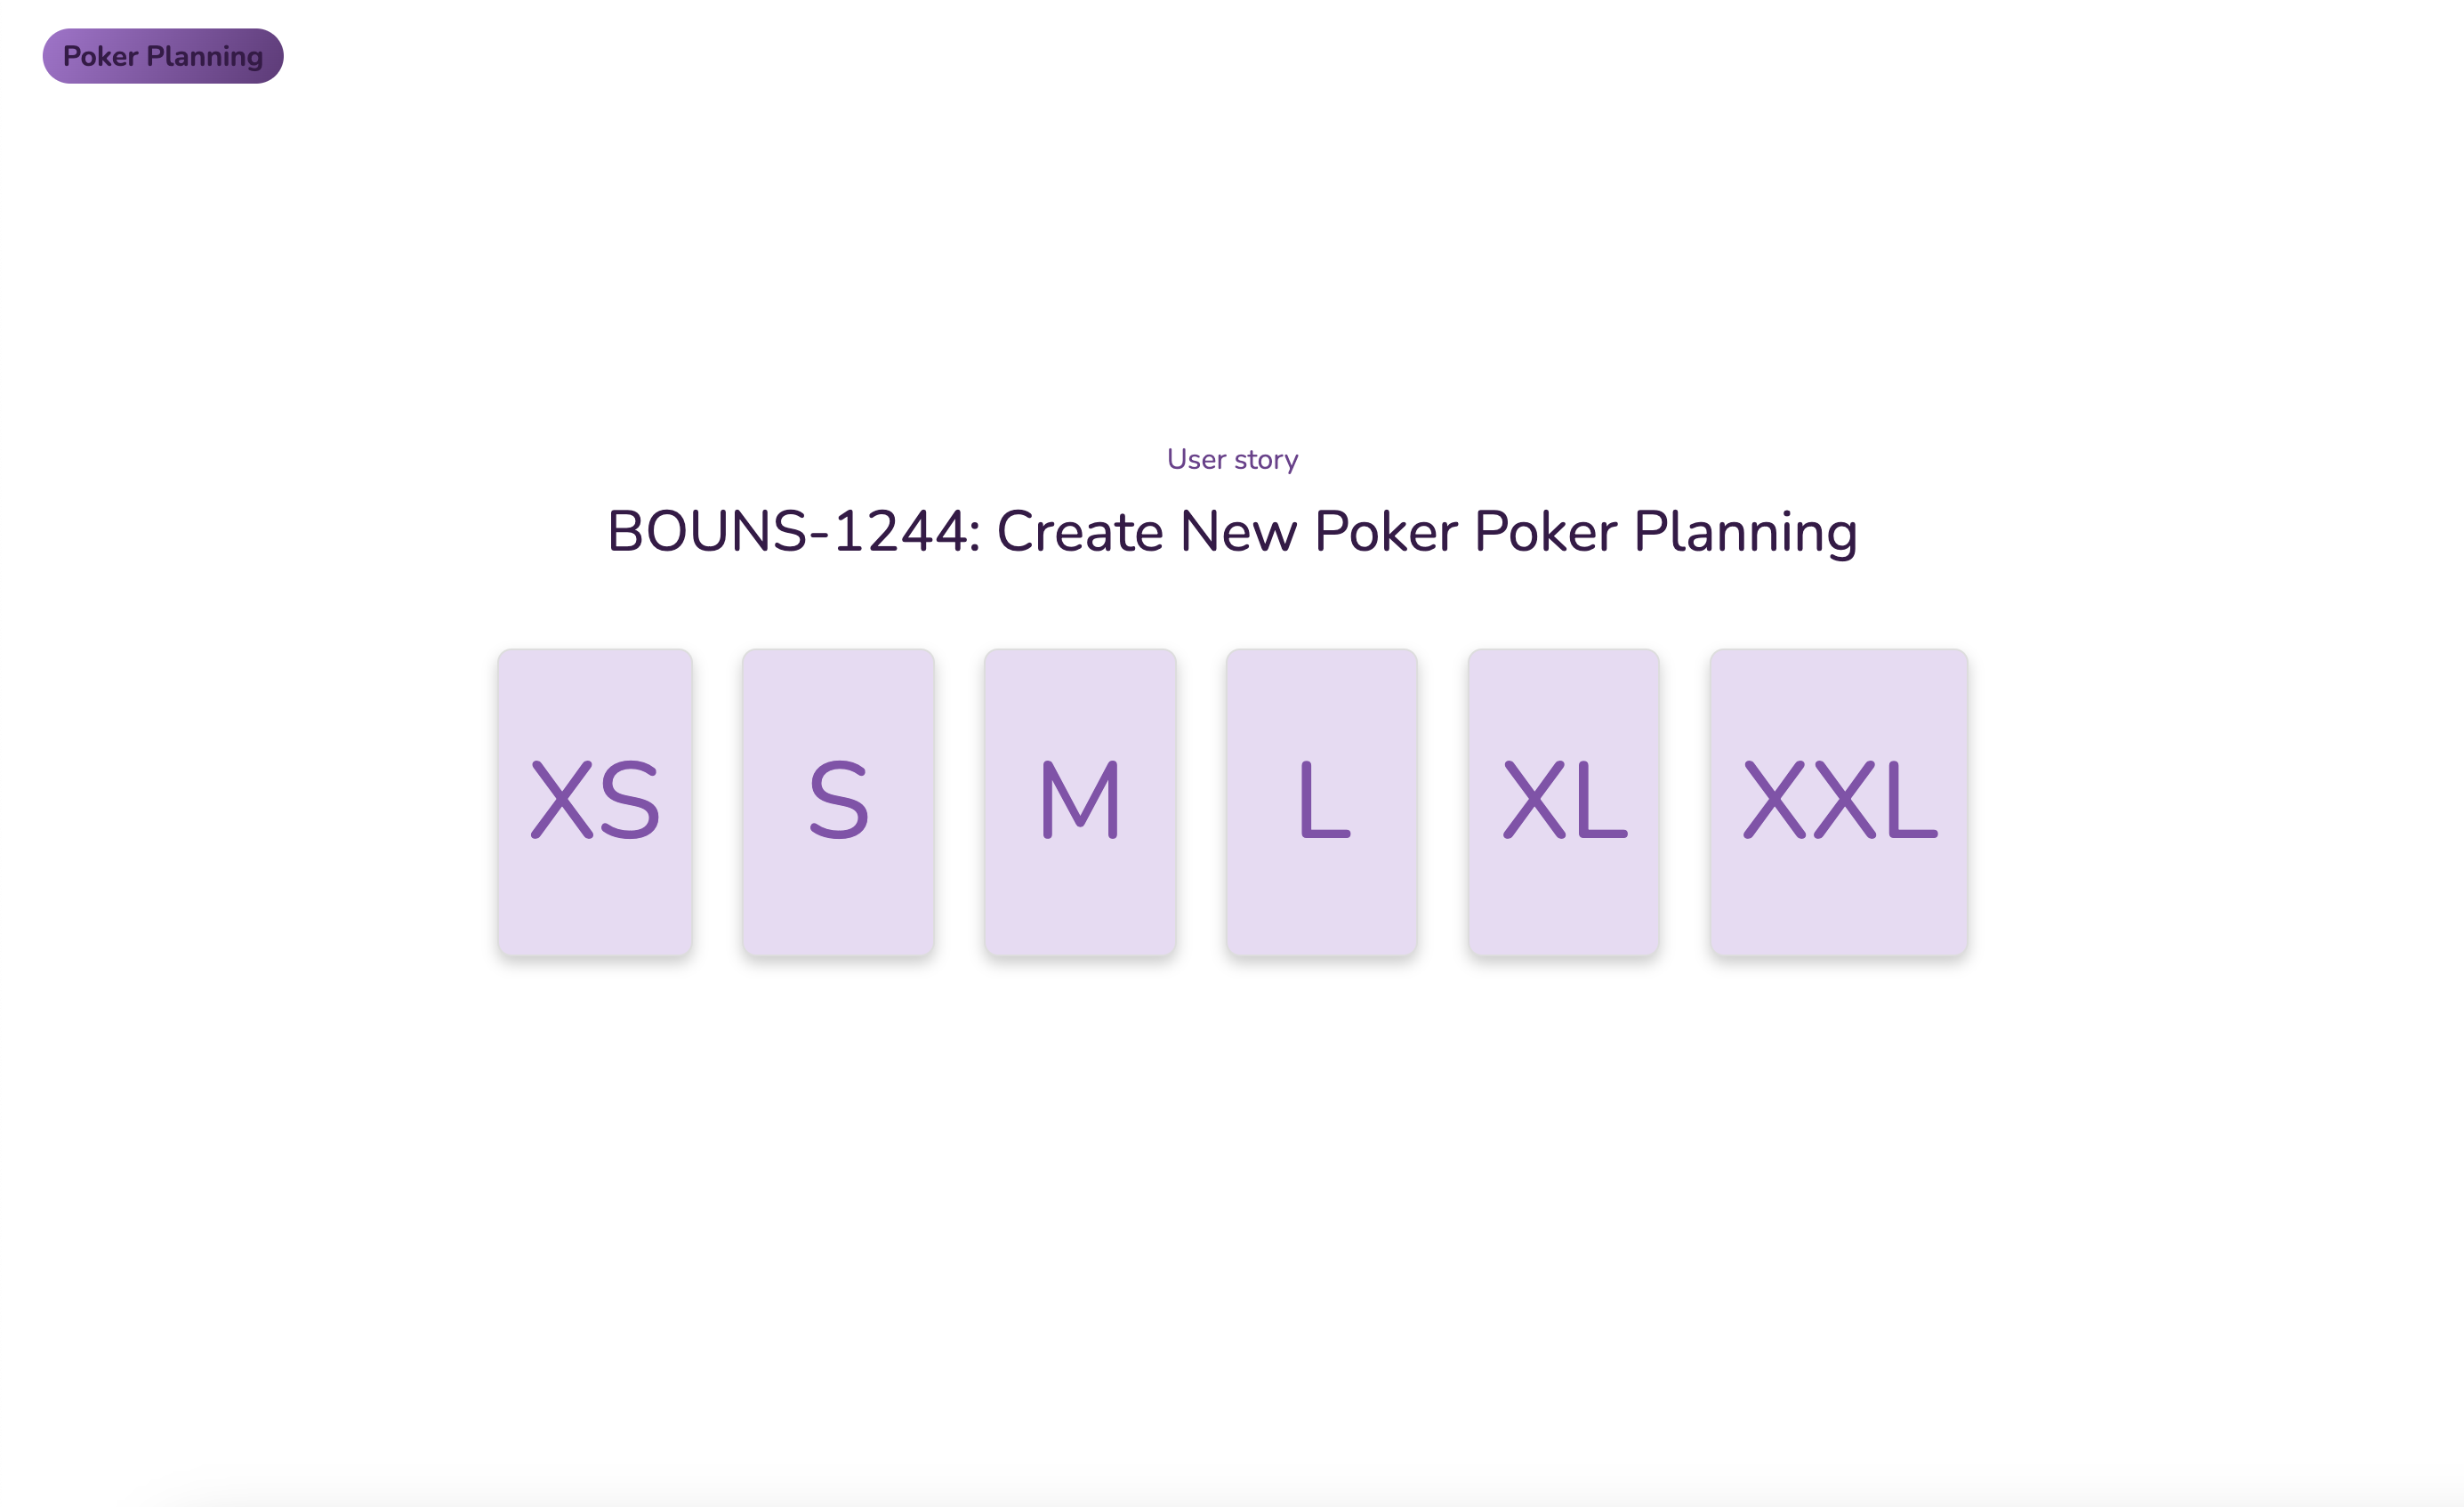 Poker Planning
User story
BOUNS-1244: Create New Poker Poker Planning
XS S M L XL XXL